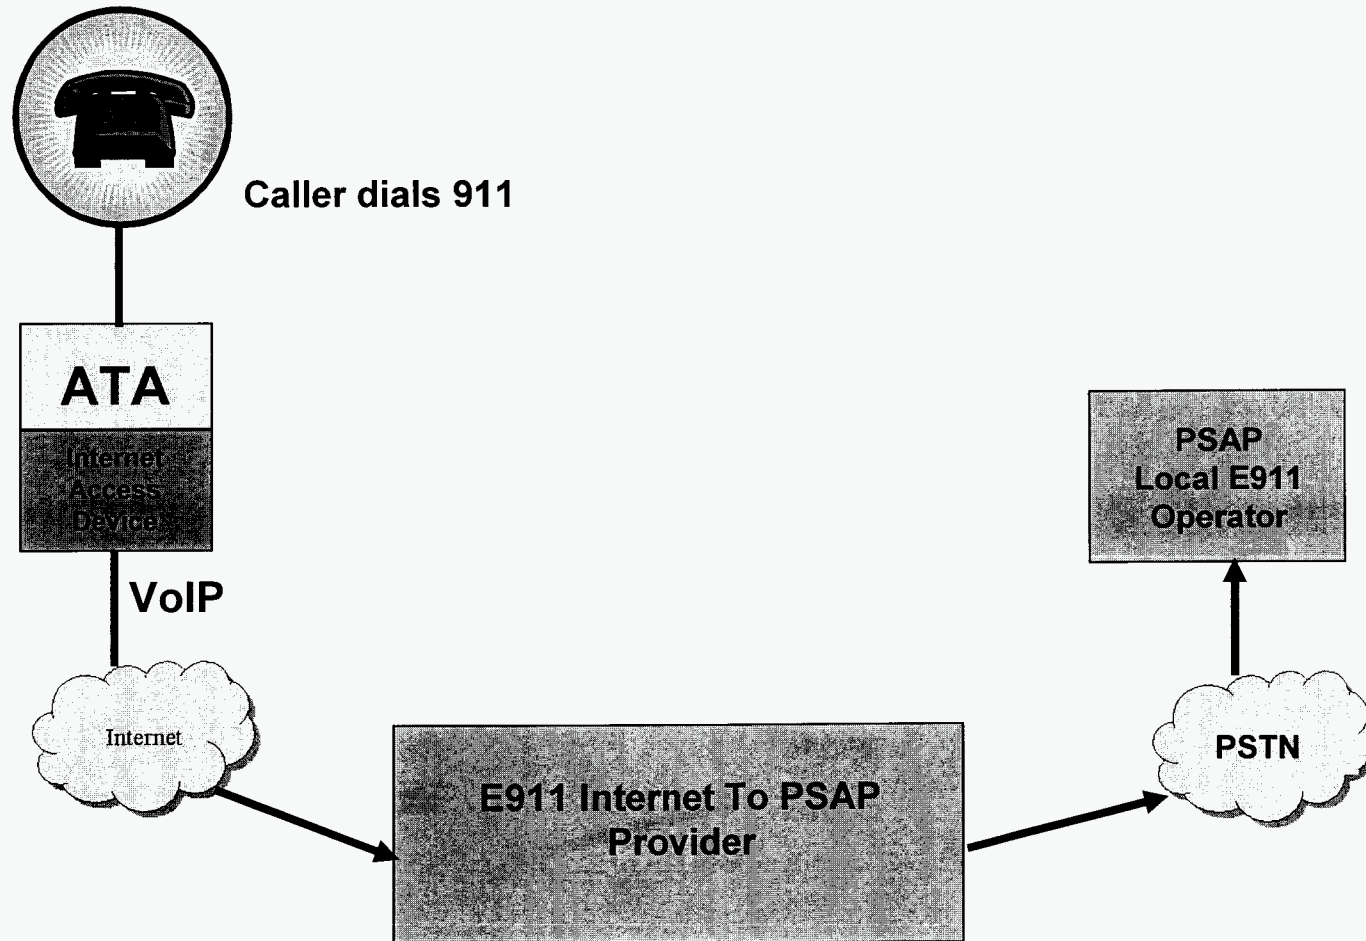 Caller dials 911
ATA
Internet
Access
Device
VoIP
Internet
E911 Internet To PSAP
Provider
PSTN
PSAP
Local E911
Operator